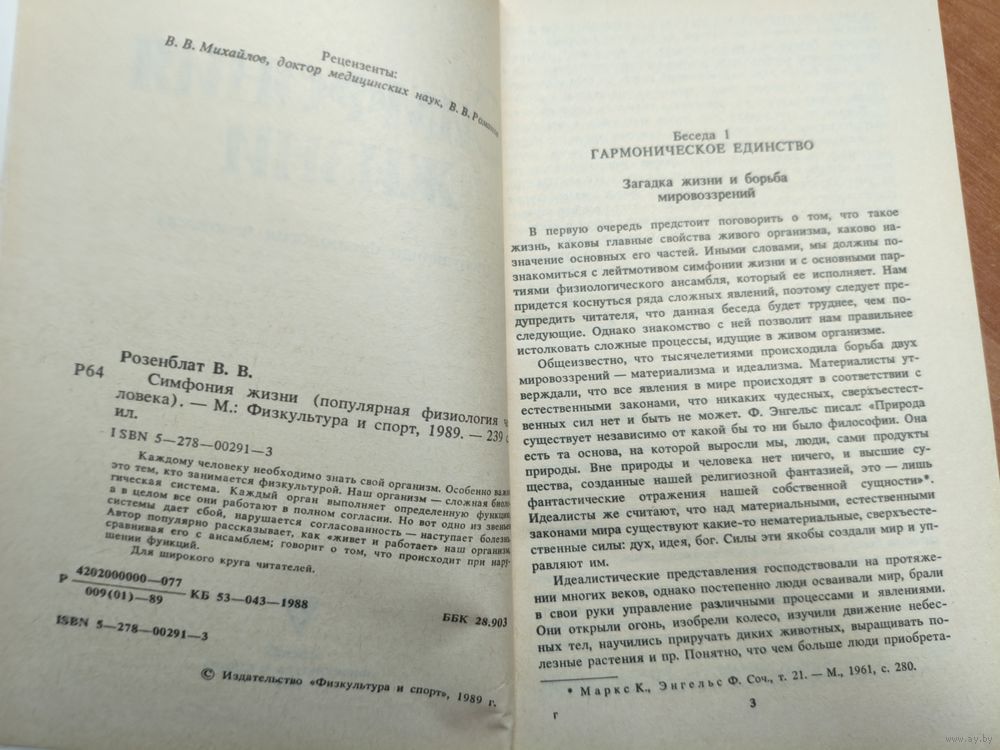 Рецензенты:
В. В. Михайлов, доктор медицинских наук, В. В. Романов
Розенблат В. В.
Р64
Симфония жизни (популярная физиология ч
ловека). — М.: Физкультура и спорт, 1989. — 239 с
ил.
ISBN 5—278—00291—3
Каждому человеку необходимо знать свой организм. Особенно важн
это тем, кто занимается физкультурой. Наш организм — сложная биоло
гическая система. Каждый орган выполняет определенную функцию,
а в целом все они работают в полном согласии. Но вот одно из звеньев
системы дает сбой, нарушается согласованность — наступает болезнь.
Автор популярно рассказывает, как «живет и работает» наш организм,
сравнивая его с ансамблем; говорит о том, что происходит при нару-
шении функций.
Для широкого круга читателей.
Р 4202000000—077
009(01)—89
КБ 53—043—1988
ББК 28.903
ISBN 5—278—00291—3
© Издательство «Физкультура и спорт», 1989 г.
Беседа 1
ГАРМОНИЧЕСКОЕ ЕДИНСТВО
Загадка жизни и борьба
мировоззрений
В первую очередь предстоит поговорить о том, что такое
жизнь, каковы главные свойства живого организма, каково на-
значение основных его частей. Иными словами, мы должны по-
знакомиться с лейтмотивом симфонии жизни и с основными пар-
тиями физиологического ансамбля, который ее исполняет. Нам
придется коснуться ряда сложных явлений, поэтому следует пре-
дупредить читателя, что данная беседа будет труднее, чем по-
следующие. Однако знакомство с ней позволит нам правильнее
истолковать сложные процессы, идущие в живом организме.
Общеизвестно, что тысячелетиями происходила борьба двух
мировоззрений — материализма и идеализма. Материалисты ут-
верждали, что все явления в мире происходят в соответствии с
естественными законами, что никаких чудесных, сверхъестест-
венных сил нет и быть не может. Ф. Энгельс писал: «Природа
существует независимо от какой бы то ни было философии. Она
есть та основа, на которой выросли мы, люди, сами продукты
природы. Вне природы и человека нет ничего, и высшие су-
щества, созданные нашей религиозной фантазией, это — лишь
фантастические отражения нашей собственной сущности»*.
Идеалисты же считают, что над материальными, естественными
законами мира существуют какие-то нематериальные, сверхъесте-
ственные силы: дух, идея, бог. Силы эти якобы создали мир и уп-
равляют им.
Идеалистические представления господствовали на протяже-
нии многих веков, однако постепенно люди осваивали мир, брали
в свои руки управление различными процессами и явлениями.
Они открыли огонь, изобрели колесо, изучили движение небес-
ных тел, научились приручать диких животных, выращивать по-
лезные растения и пр. Понятно, что чем больше люди приобрета-
* Маркс К., Энгельс Ф. Соч., т. 21. — М., 1961, с. 280.
г
3
www.ay.by